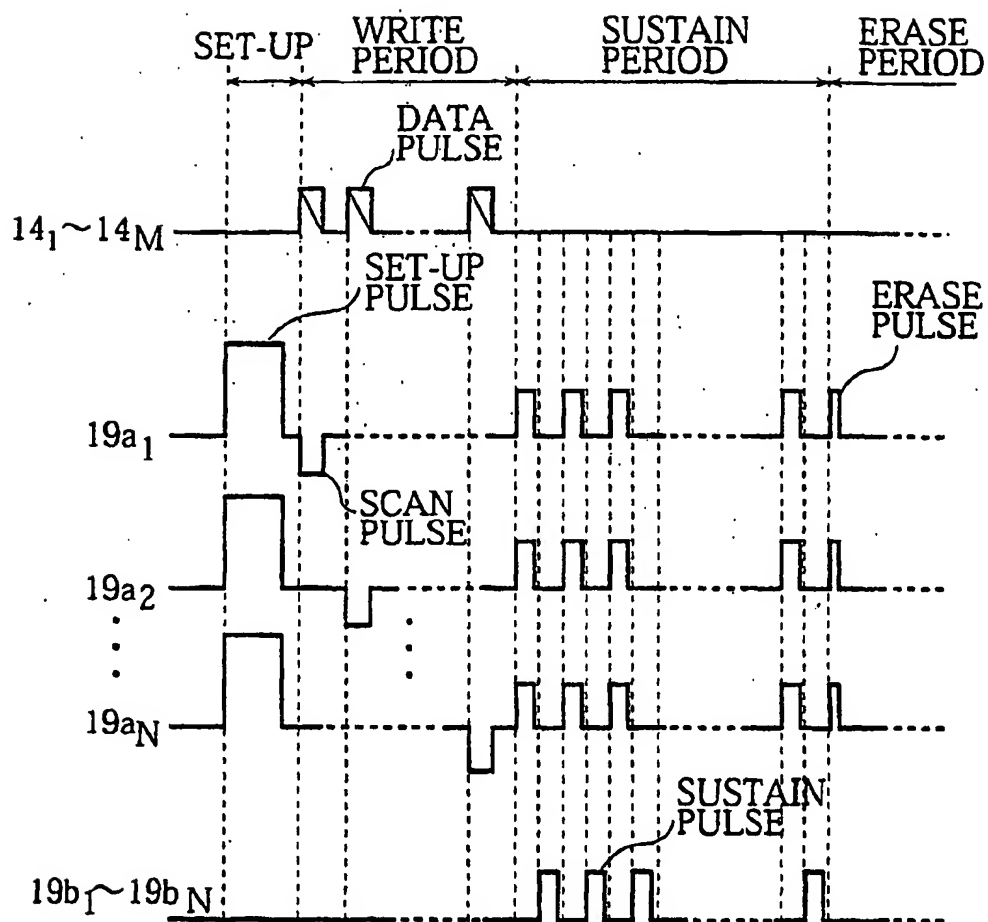 SET-UP
WRITE
PERIOD
SUSTAIN
PERIOD
ERASE
PERIOD
DATA
PULSE
14₁~14M
SET-UP
PULSE
ERASE
PULSE
19a₁
SCAN
PULSE
19a₂
19aN
SUSTAIN
PULSE
19b₁~19bN